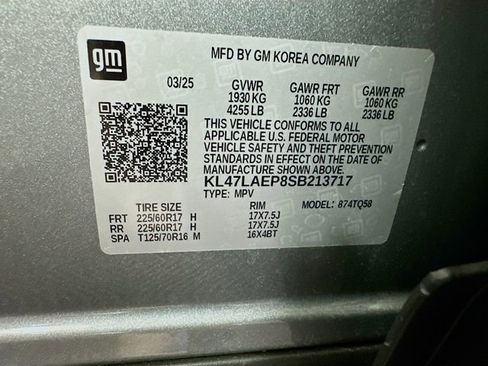 gm
MFD BY GM KOREA COMPANY
03/25 GVWR GAWR FRT GAWR RR
1930 KG 1060 KG 1060 KG
4255 LB 2336 LB 2336 LB
THIS VEHICLE CONFORMS TO ALL
APPLICABLE U.S. FEDERAL MOTOR
VEHICLE SAFETY AND THEFT PREVENTION
STANDARDS IN EFFECT ON THE DATE OF
MANUFACTURE SHOWN ABOVE.
KL47LAEP8SB213717
TYPE: MPV MODEL: 874TQ58
TIRE SIZE RIM
FRT 225/60R17 H 17X7.5J
RR 225/60R17 H 17X7.5J
SPA T125/70R16 M 16X4BT